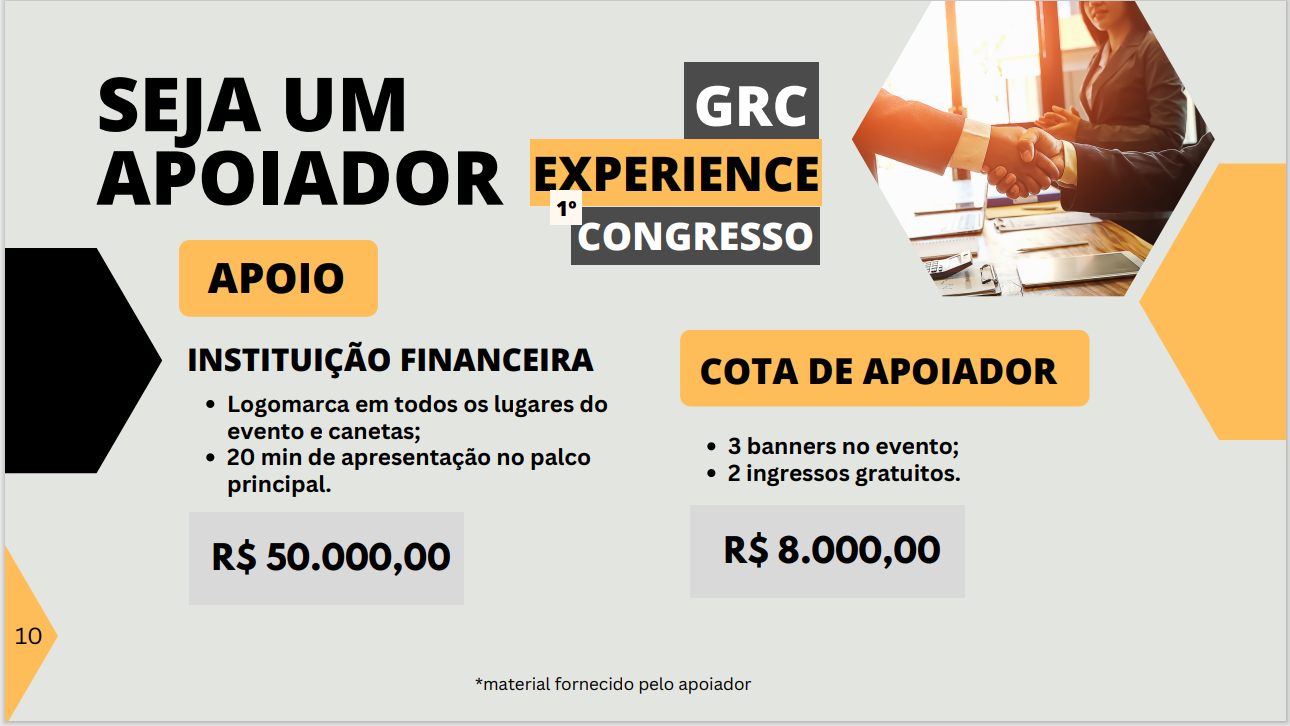 SEJA UM
APOIADOR
GRC
EXPERIENCE
1º
CONGRESSO
APOIO
INSTITUIÇÃO FINANCEIRA
• Logomarca em todos os lugares do
evento e canetas;
• 20 min de apresentação no palco
principal.
R$ 50.000,00
COTA DE APOIADOR
• 3 banners no evento;
• 2 ingressos gratuitos.
R$ 8.000,00
10
*material fornecido pelo apoiador